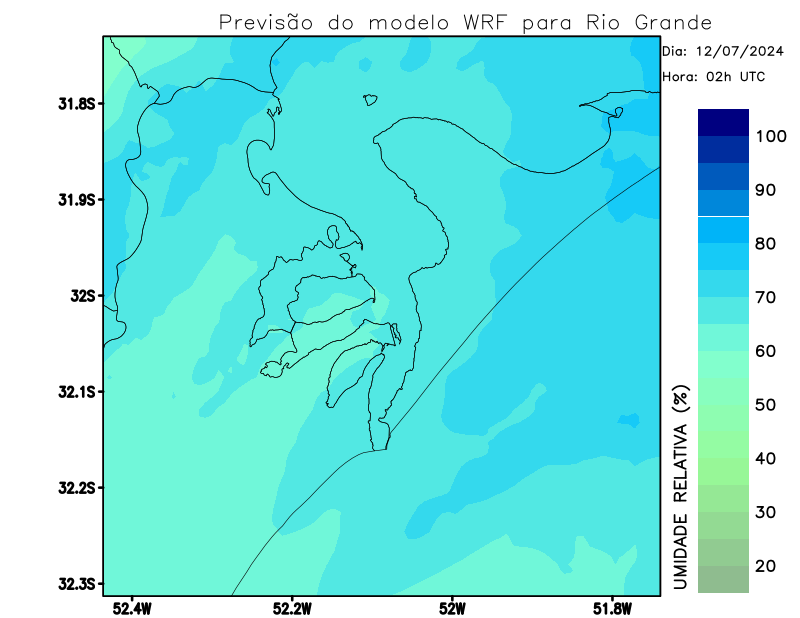 Previsão do modelo WRF para Rio Grande
Dia: 12/07/2024
Hora: 02h UTC
31.8S
31.9S
32S
32.1S
32.2S
32.3S
52.4W
52.2W
52W
51.8W
100
90
80
70
60
50
40
30
20
UMIDADE RELATIVA (%)